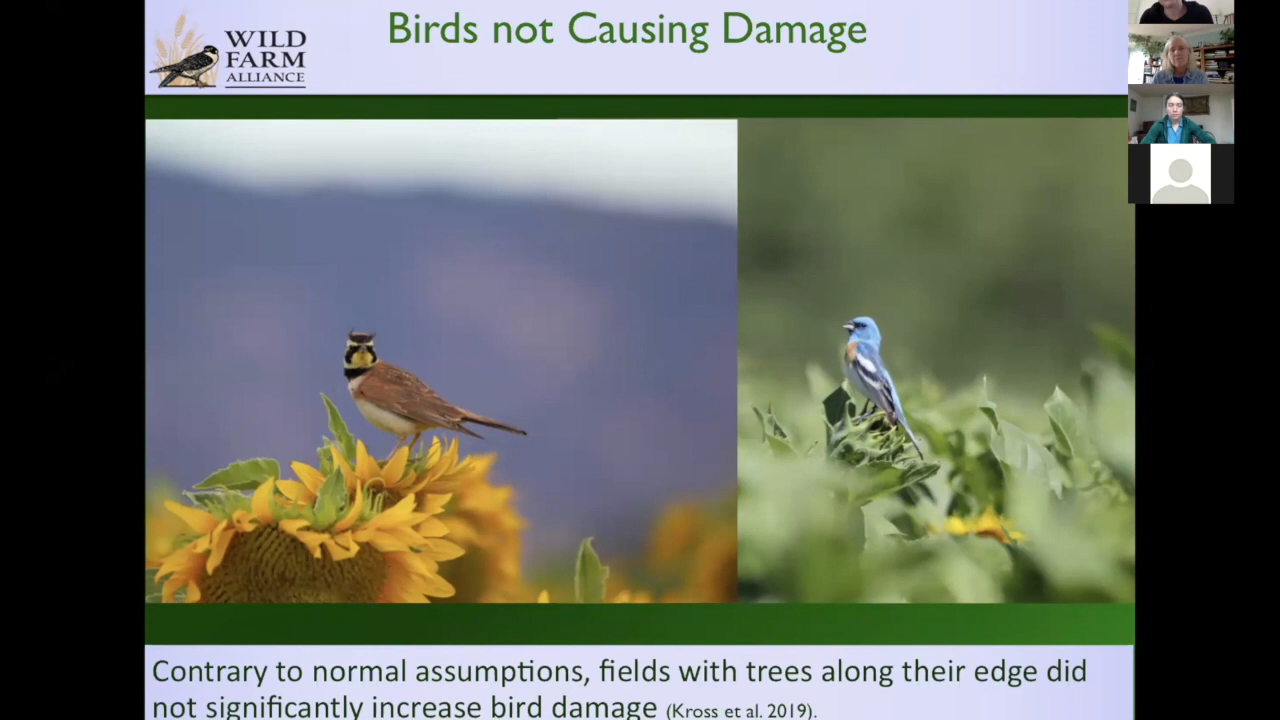 Birds not Causing Damage
WILD
FARM
ALLIANCE
Contrary to normal assumptions, fields with trees along their edge did
not significantly increase bird damage (Kross et al. 2019).